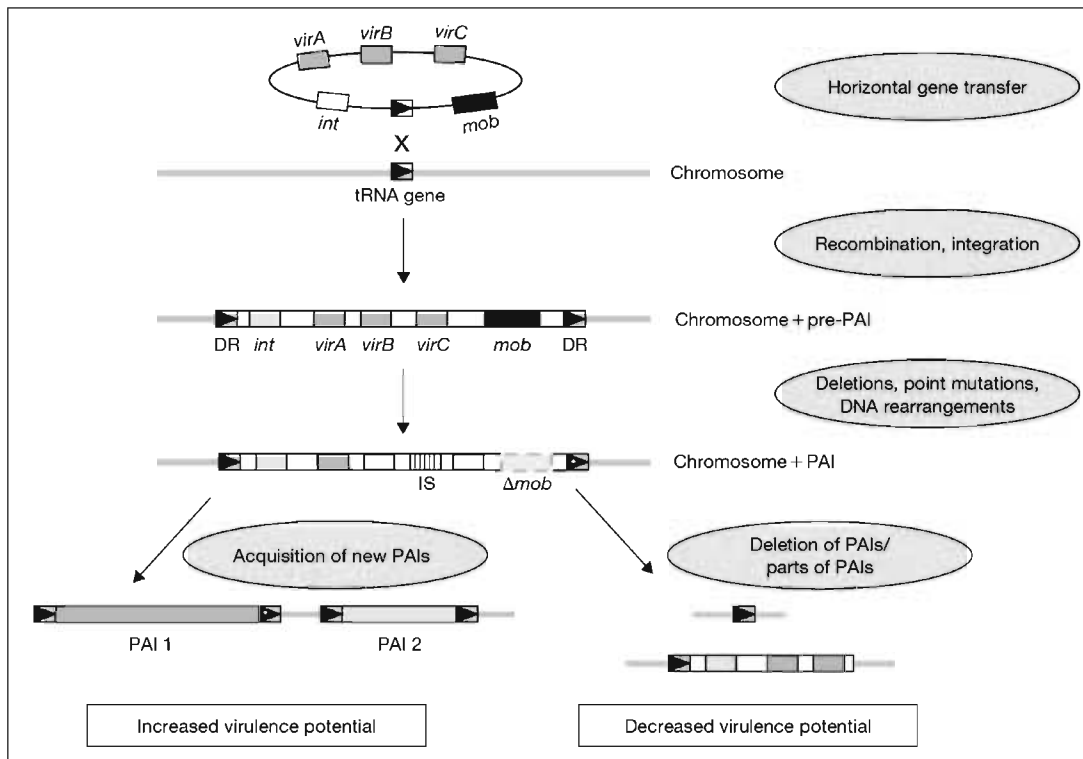 virA
virB
virC
int
mob
Horizontal gene transfer
X
Chromosome
tRNA gene
Recombination, integration
Chromosome + pre-PAI
DR
int
virA
virB
virC
mob
DR
Deletions, point mutations,
DNA rearrangements
Chromosome + PAI
IS
Δmob
Acquisition of new PAIs
Deletion of PAIs/
parts of PAIs
PAI 1
PAI 2
Increased virulence potential
Decreased virulence potential